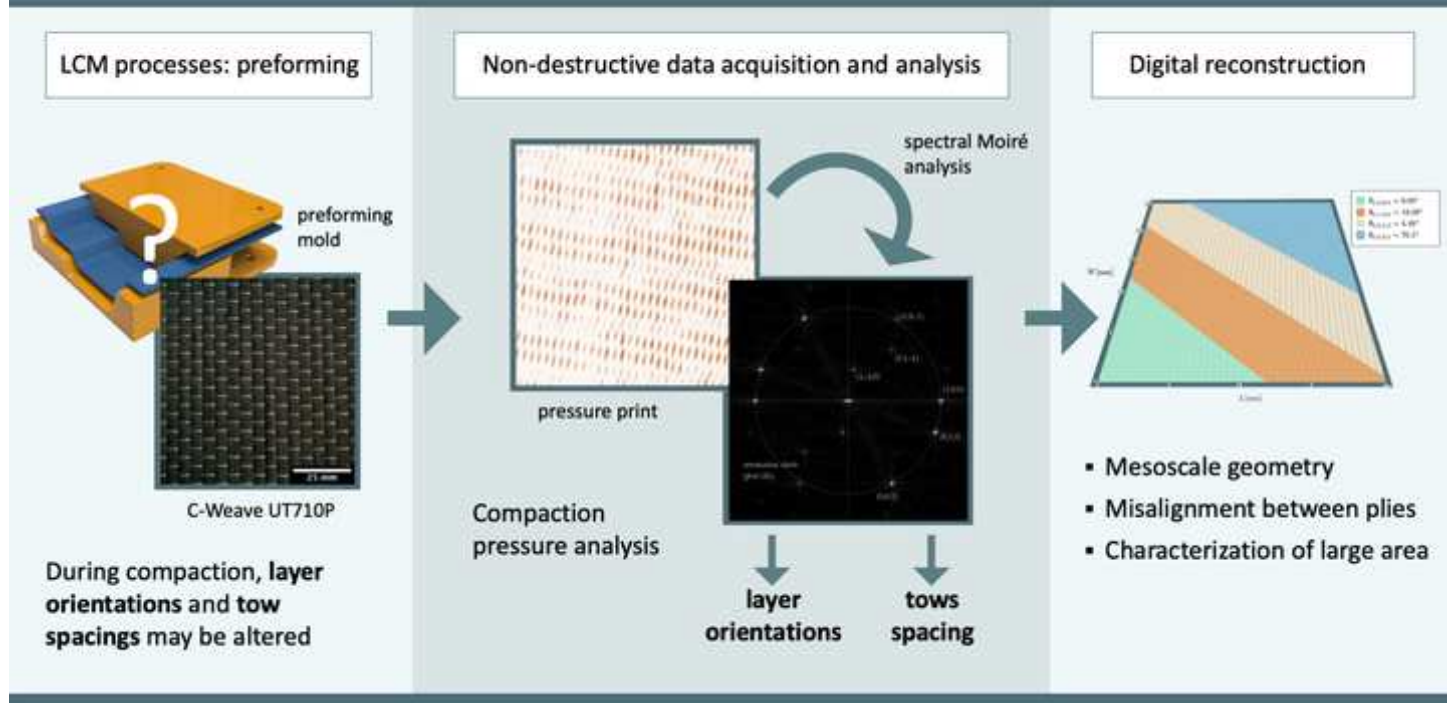 LCM processes: preforming
preforming
mold
25 mm
C-Weave UT710P
During compaction, layer
orientations and tow
spacings may be altered
Non-destructive data acquisition and analysis
spectral Moiré
analysis
pressure print
Compaction
pressure analysis
layer
orientations
tows
spacing
Digital reconstruction
▪ Mesoscale geometry
▪ Misalignment between plies
▪ Characterization of large area